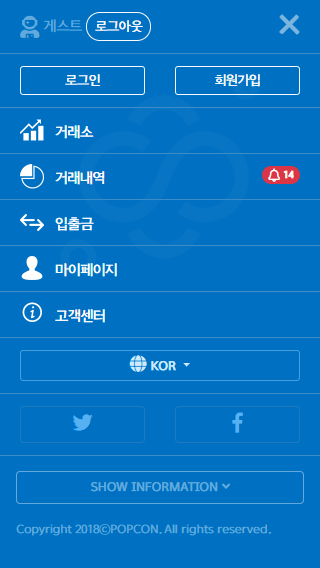 게스트 로그아웃
로그인 회원가입
거래소
거래내역 14
입출금
마이페이지
고객센터
KOR
SHOW INFORMATION
Copyright 2018ⓒPOPCON. All rights reserved.